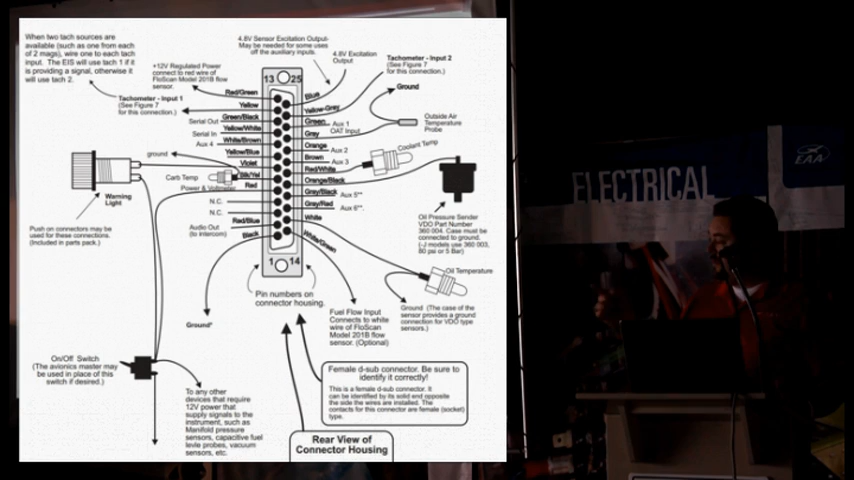 When two tach sources are
available (such as one from each
of 2 mags), wire one to each tach
input. The EIS will use tach 1 if it
is providing a signal, otherwise it
will use tach 2.
+12V Regulated Power
connect to red wire of
FloScan Model 201B flow
sensor.
4.8V Sensor Excitation Output-
May be needed for some uses
off the auxiliary inputs.
4.8V Excitation
Output
Tachometer - Input 2
(See Figure 7
for this connection.)
Ground
Tachometer - Input 1
(See Figure 7
for this connection.)
13 25
Red/Green
Yellow
Serial Out
Green/Black
Serial In
Yellow/White
Aux 4
White/Brown
Yellow/Blue
ground
Violet
Carb Temp
Blk/Yel
Power & Voltmeter
Red
N.C.
N.C.
Red/Blue
Audio Out
(to intercom)
Black
Blue
Yellow-Gray
Green
Aux 1
Gray
OAT Input
Orange
Aux 2
Brown
Aux 3
Red/White
Orange/Black
Gray/Black
Aux 5**
Gray/Red
Aux 6**
White
White/Green
1 14
Outside Air
Temperature
Probe
Coolant Temp
Warning
Light
Push on connectors may be
used for these connections.
(Included in parts pack.)
Oil Pressure Sender
VDO Part Number
360 004. Case must be
connected to ground.
(-J models use 360 003,
80 psi or 5 Bar)
Oil Temperature
Pin numbers on
connector housing.
Ground*
Fuel Flow Input
Connects to white
wire of FloScan
Model 201B flow
sensor. (Optional)
Ground (The case of the
sensor provides a ground
connection for VDO type
sensors.)
On/Off Switch
(The avionics master may
be used in place of this
switch if desired.)
To any other
devices that require
12V power that
supply signals to the
instrument, such as
Manifold pressure
sensors, capacitive fuel
levle probes, vacuum
sensors, etc.
Female d-sub connector. Be sure to
identify it correctly!
This is a female d-sub connector. It
can be identified by its solid and opposite
the side the wires are installed. The
contacts for this connector are female (socket)
type.
Rear View of
Connector Housing
ELECTRICAL
EAA